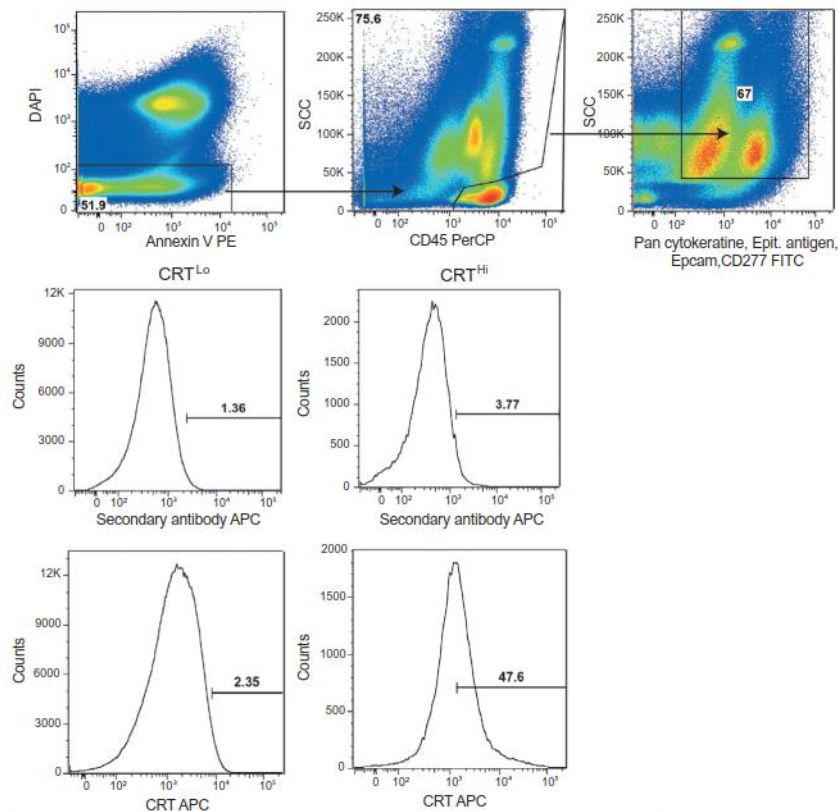 10⁵
10⁴
10³
10²
0
DAPI
51.9
0 10² 10³ 10⁴ 10⁵
Annexin V PE
75.6
250K
200K
150K
100K
50K
0
SCC
0 10² 10³ 10⁴ 10⁵
CD45 PerCP
250K
200K
150K
100K
50K
0
SCC
67
0 10² 10³ 10⁴ 10⁵
Pan cytokeratine, Epit. antigen,
Epcam,CD277 FITC
CRTLo
12K
9000
6000
3000
0
Counts
1.36
0 10² 10³ 10⁴ 10⁵
Secondary antibody APC
CRTHi
2000
1500
1000
500
0
Counts
3.77
0 10² 10³ 10⁴ 10⁵
Secondary antibody APC
12K
9000
6000
3000
0
Counts
2.35
0 10² 10³ 10⁴ 10⁵
CRT APC
2000
1500
1000
500
0
Counts
47.6
0 10² 10³ 10⁴ 10⁵
CRT APC